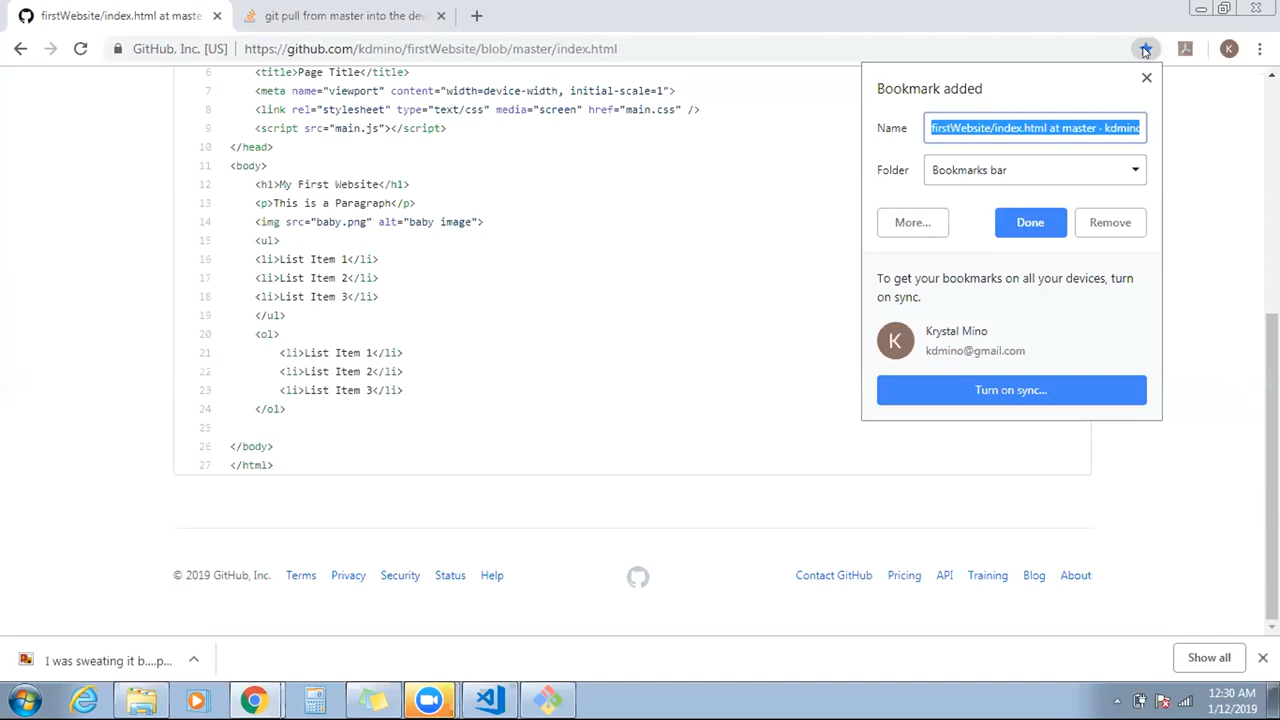 firstWebsite/index.html at maste
git pull from master into the dev
GitHub, Inc. [US]
https://github.com/kdmino/firstWebsite/blob/master/index.html
K
6 <title>Page Title</title>
7 <meta name="viewport" content="width=device-width, initial-scale=1">
8 <link rel="stylesheet" type="text/css" media="screen" href="main.css" />
9 <script src="main.js"></script>
10 </head>
11 <body>
12 <h1>My First Website</h1>
13 <p>This is a Paragraph</p>
14 <img src="baby.png" alt="baby image">
15 <ul>
16 <li>List Item 1</li>
17 <li>List Item 2</li>
18 <li>List Item 3</li>
19 </ul>
20 <ol>
21 <li>List Item 1</li>
22 <li>List Item 2</li>
23 <li>List Item 3</li>
24 </ol>
25
26 </body>
27 </html>
Bookmark added
Name firstWebsite/index.html at master · kdmino
Folder Bookmarks bar
More... Done Remove
To get your bookmarks on all your devices, turn
on sync.
K
Krystal Mino
kdmino@gmail.com
Turn on sync...
© 2019 GitHub, Inc. Terms Privacy Security Status Help
Contact GitHub Pricing API Training Blog About
I was sweating it b....p...
Show all
12:30 AM
1/12/2019